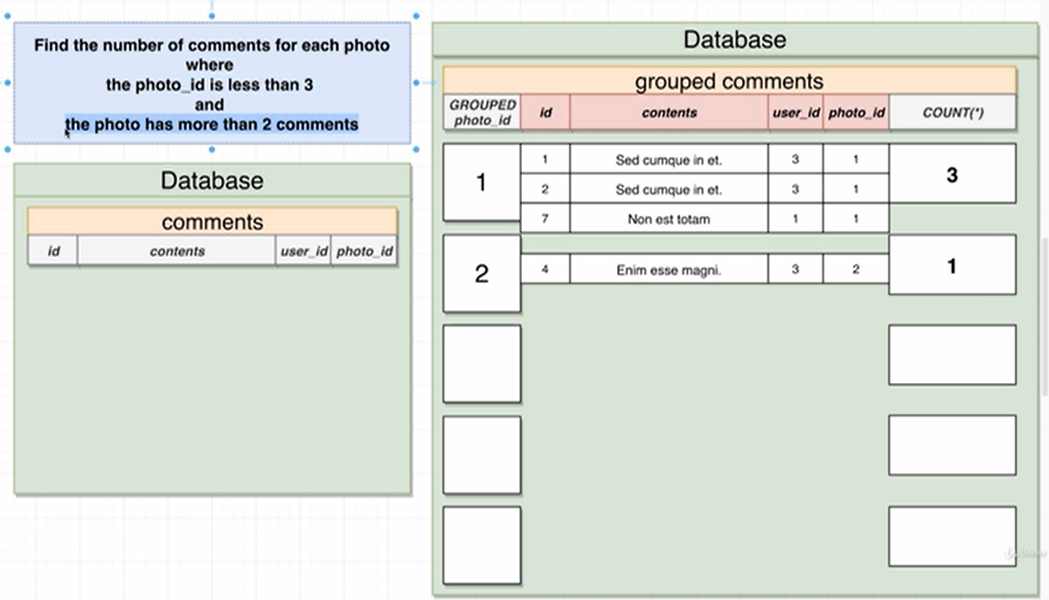 Find the number of comments for each photo
where
the photo_id is less than 3
and
the photo has more than 2 comments
Database
comments
id contents user_id photo_id
Database
grouped comments
GROUPED
photo_id
id contents user_id photo_id COUNT(*)
1
1 Sed cumque in et. 3 1
2 Sed cumque in et. 3 1
7 Non est totam 1 1
3
2
4 Enim esse magni. 3 2
1